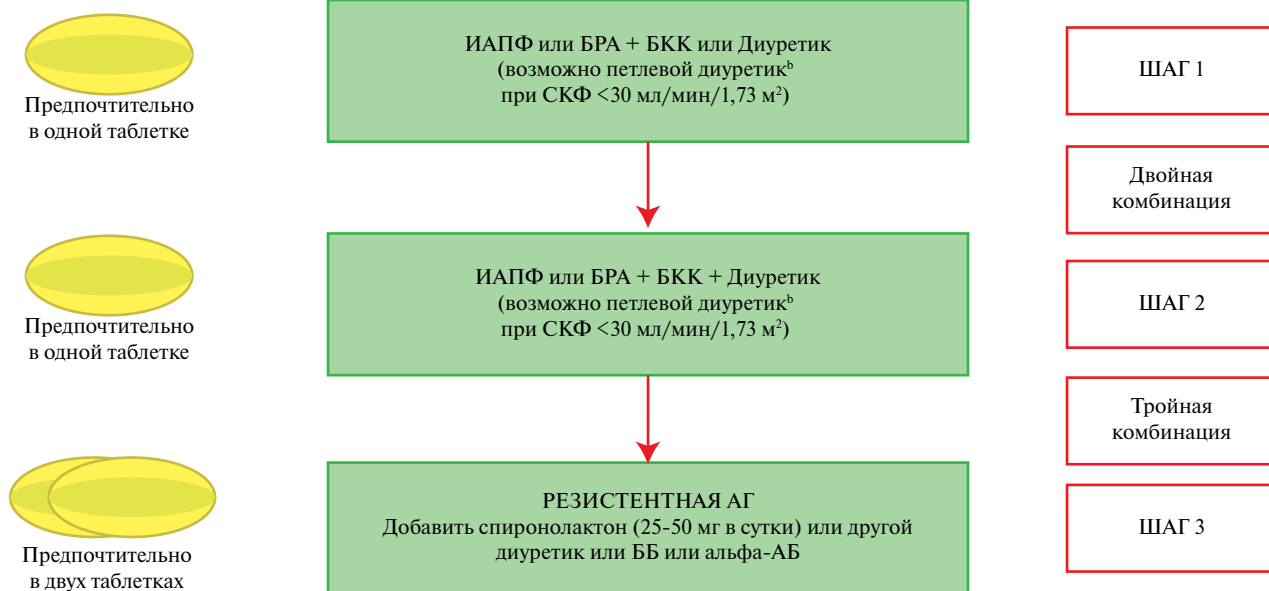 Предпочтительно
в одной таблетке
ИАПФ или БРА + БКК или Диуретик
(возможно петлевой диуретикᵇ
при СКФ <30 мл/мин/1,73 м²)
ШАГ 1
Двойная
комбинация
Предпочтительно
в одной таблетке
ИАПФ или БРА + БКК + Диуретик
(возможно петлевой диуретикᵇ
при СКФ <30 мл/мин/1,73 м²)
ШАГ 2
Тройная
комбинация
Предпочтительно
в двух таблетках
РЕЗИСТЕНТНАЯ АГ
Добавить спиронолактон (25-50 мг в сутки) или другой
диуретик или ББ или альфа-АБ
ШАГ 3